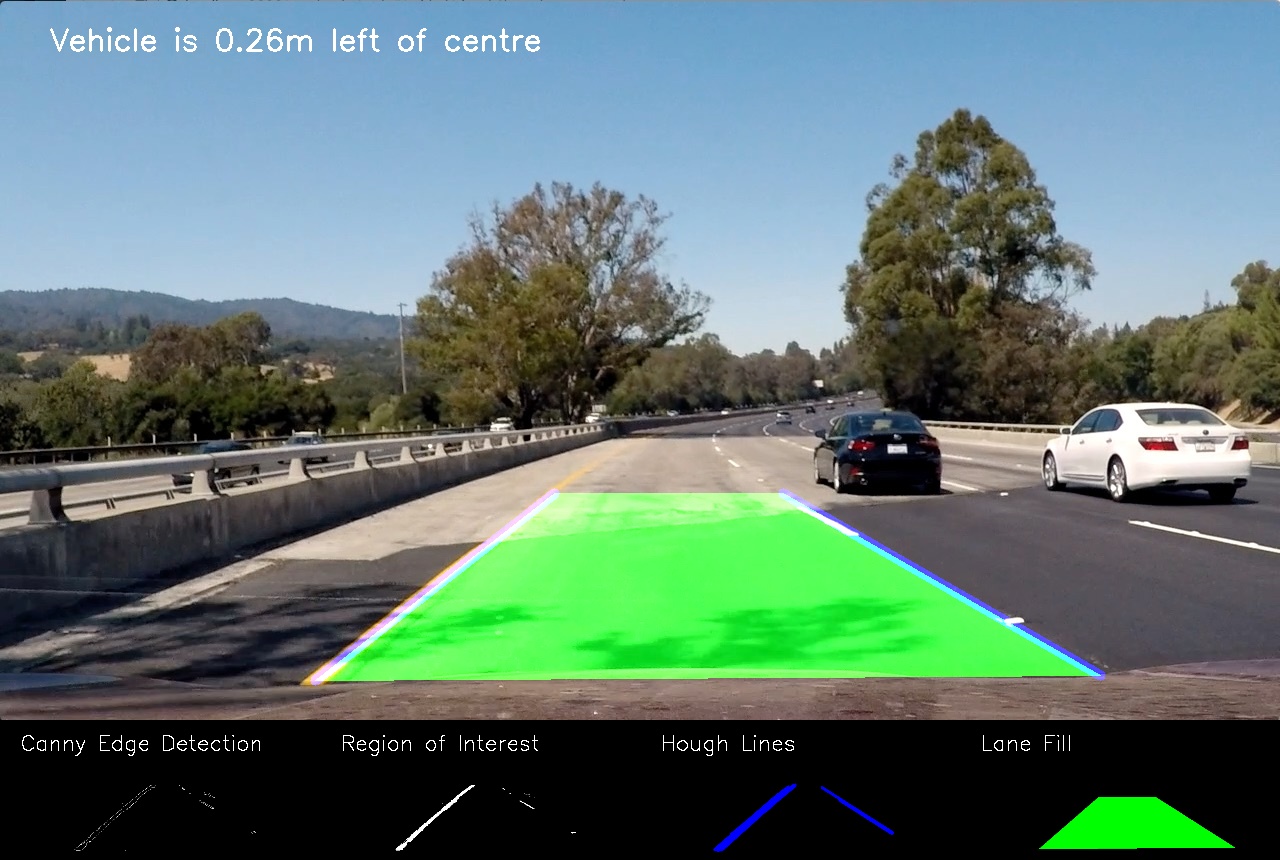 Vehicle is 0.26m left of centre
Canny Edge Detection
Region of Interest
Hough Lines
Lane Fill